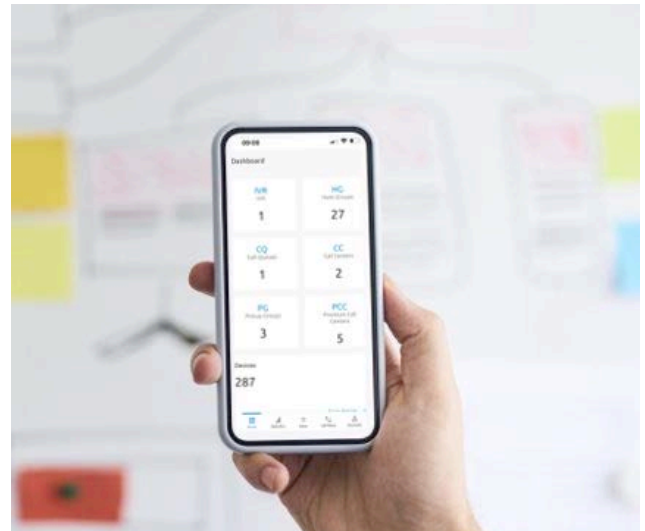 09:08
Dashboard
IVR
IVR
1
HG
Hunt Groups
27
CQ
Call Queues
1
CC
Call Centers
2
PG
Pickup Groups
3
PCC
Premium Call
Centers
5
Devices
287